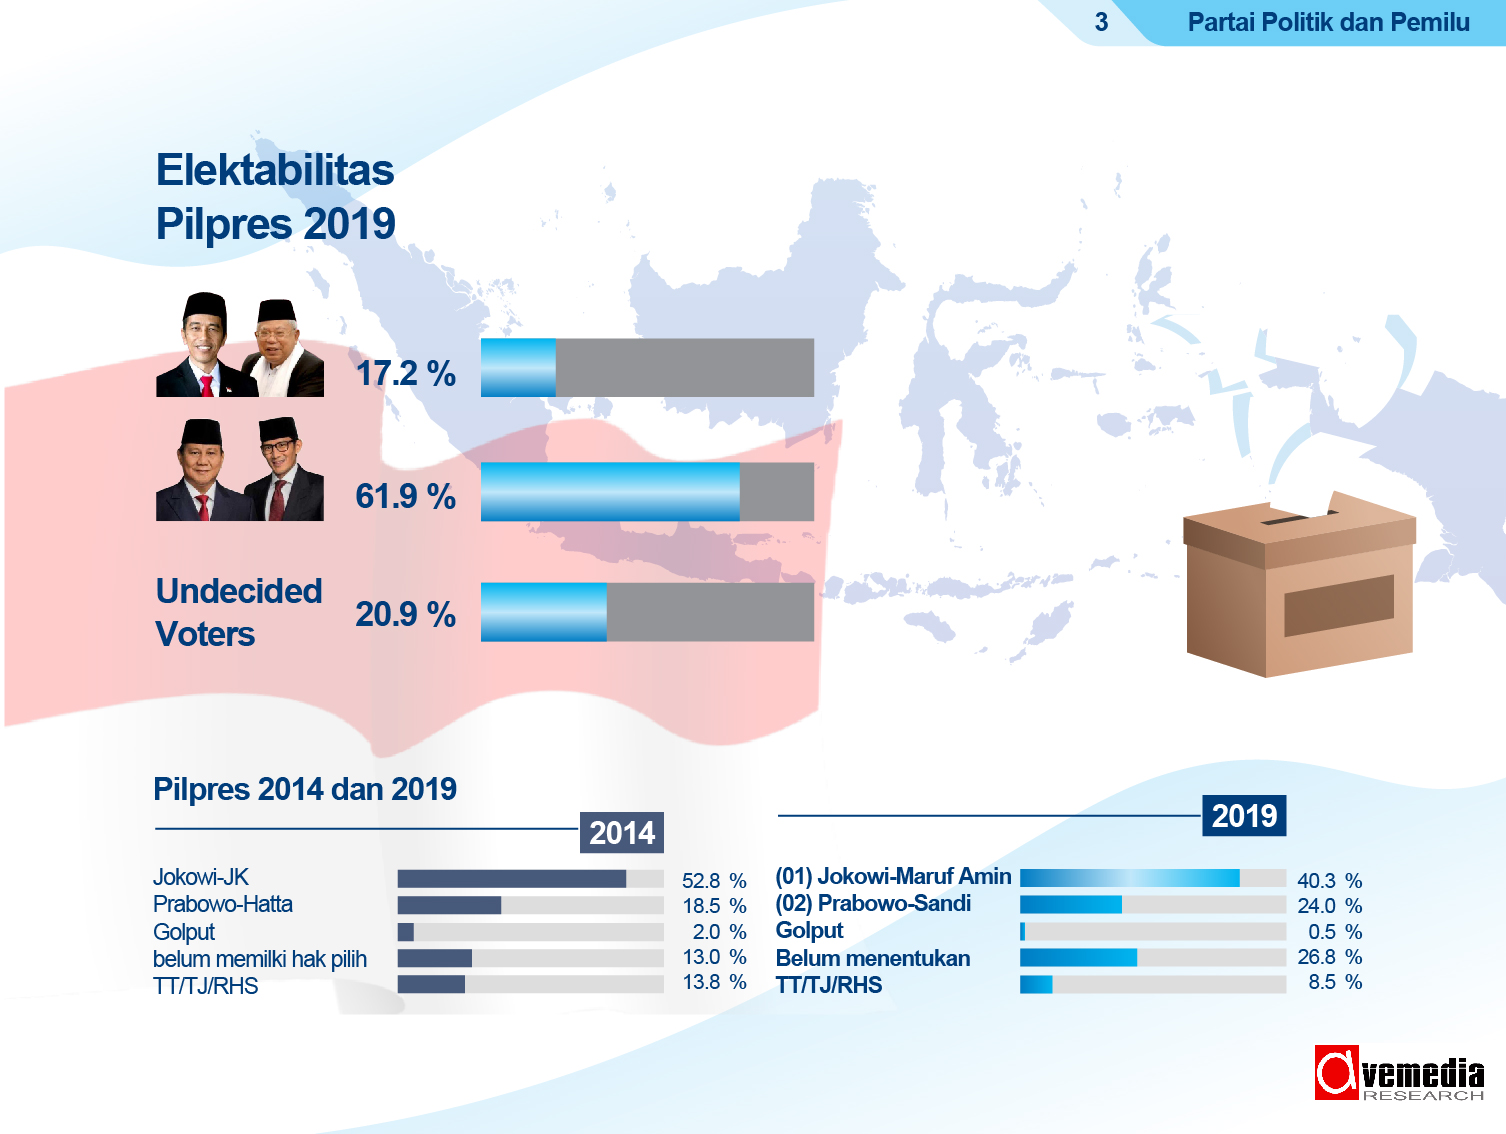 3
Partai Politik dan Pemilu
Elektabilitas
Pilpres 2019
17.2 %
61.9 %
Undecided
Voters
20.9 %
Pilpres 2014 dan 2019
2014
Jokowi-JK 52.8 %
Prabowo-Hatta 18.5 %
Golput 2.0 %
belum memilki hak pilih 13.0 %
TT/TJ/RHS 13.8 %
2019
(01) Jokowi-Maruf Amin 40.3 %
(02) Prabowo-Sandi 24.0 %
Golput 0.5 %
Belum menentukan 26.8 %
TT/TJ/RHS 8.5 %
avemedia
RESEARCH